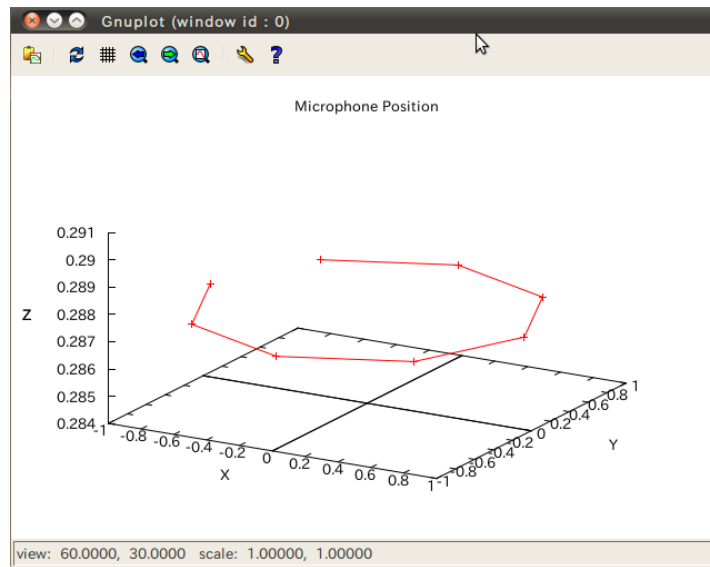 Gnuplot (window id : 0)
Microphone Position
0.291
0.29
0.289
0.288
Z
0.287
0.286
0.285
0.284
-1 -0.8 -0.6 -0.4 -0.2 0 0.2 0.4 0.6 0.8 1
X
-1 -0.8 -0.6 -0.4 -0.2 0 0.2 0.4 0.6 0.8 1
Y
view: 60.0000, 30.0000 scale: 1.00000, 1.00000